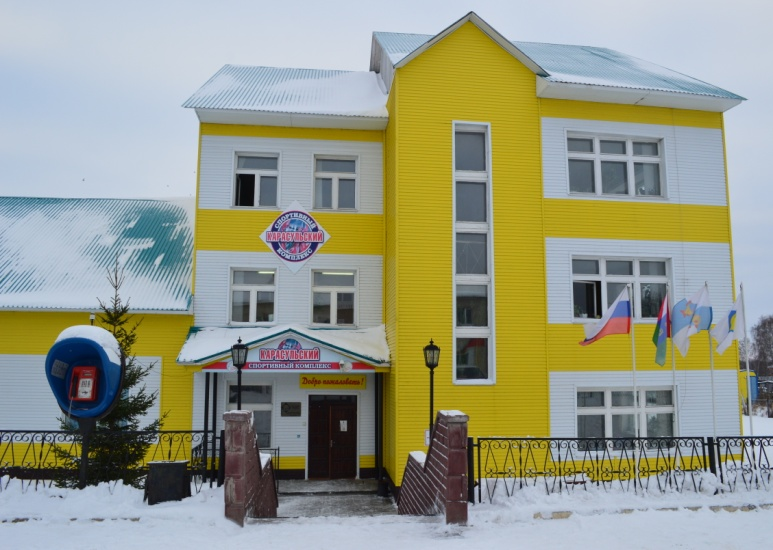 СПОРТИВНЫЙ
КАРАСУЛЬСКИЙ
КОМПЛЕКС
КАРАСУЛЬСКИЙ
СПОРТИВНЫЙ КОМПЛЕКС
Добро пожаловать!